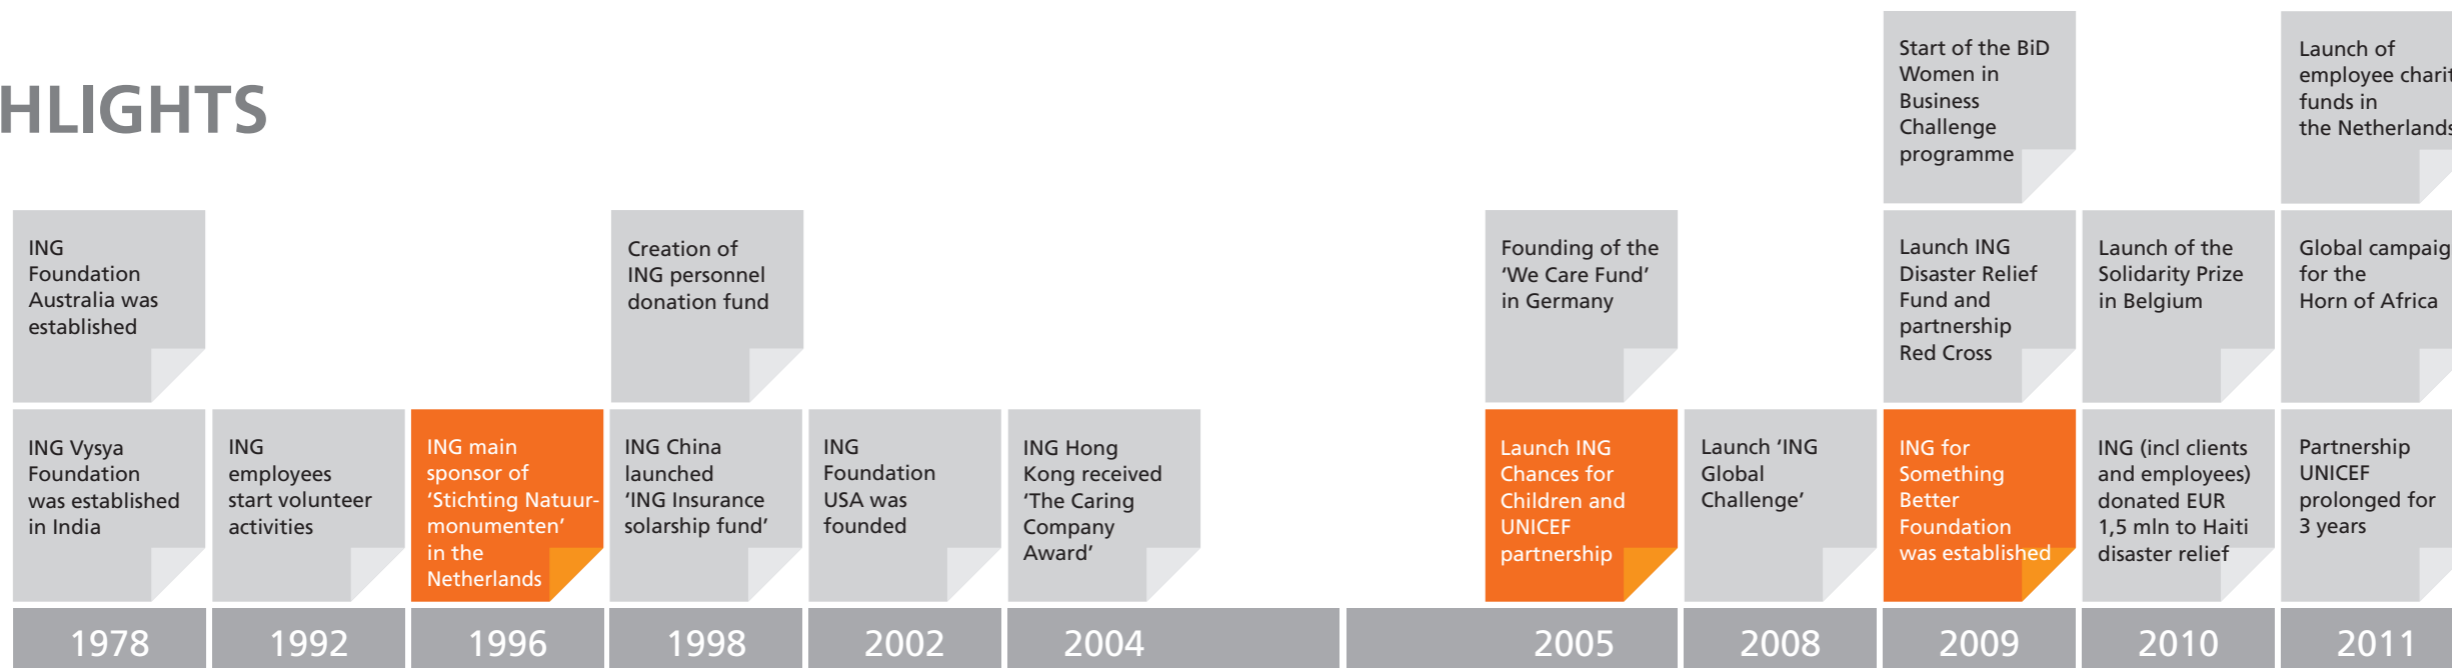 HLIGHTS
Start of the BiD
Women in
Business
Challenge
programme
Launch of
employee charit
funds in
the Netherlands
ING
Foundation
Australia was
established
Creation of
ING personnel
donation fund
Founding of the
‘We Care Fund’
in Germany
Launch ING
Disaster Relief
Fund and
partnership
Red Cross
Launch of the
Solidarity Prize
in Belgium
Global campaig
for the
Horn of Africa
ING Vysya
Foundation
was established
in India
ING
employees
start volunteer
activities
ING main
sponsor of
‘Stichting Natuur-
monumenten’
in the
Netherlands
ING China
launched
‘ING Insurance
solarship fund’
ING
Foundation
USA was
founded
ING Hong
Kong received
‘The Caring
Company
Award’
Launch ING
Chances for
Children and
UNICEF
partnership
Launch ‘ING
Global
Challenge’
ING for
Something
Better
Foundation
was established
ING (incl clients
and employees)
donated EUR
1,5 mln to Haiti
disaster relief
Partnership
UNICEF
prolonged for
3 years
1978
1992
1996
1998
2002
2004
2005
2008
2009
2010
2011